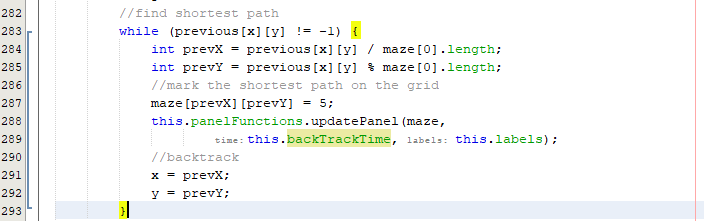 282 //find shortest path
283 while (previous[x][y] != -1) {
284 int prevX = previous[x][y] / maze[0].length;
285 int prevY = previous[x][y] % maze[0].length;
286 //mark the shortest path on the grid
287 maze[prevX][prevY] = 5;
288 this.panelFunctions.updatePanel(maze,
289 time: this.backTrackTime, labels: this.labels);
290 //backtrack
291 x = prevX;
292 y = prevY;
293 }